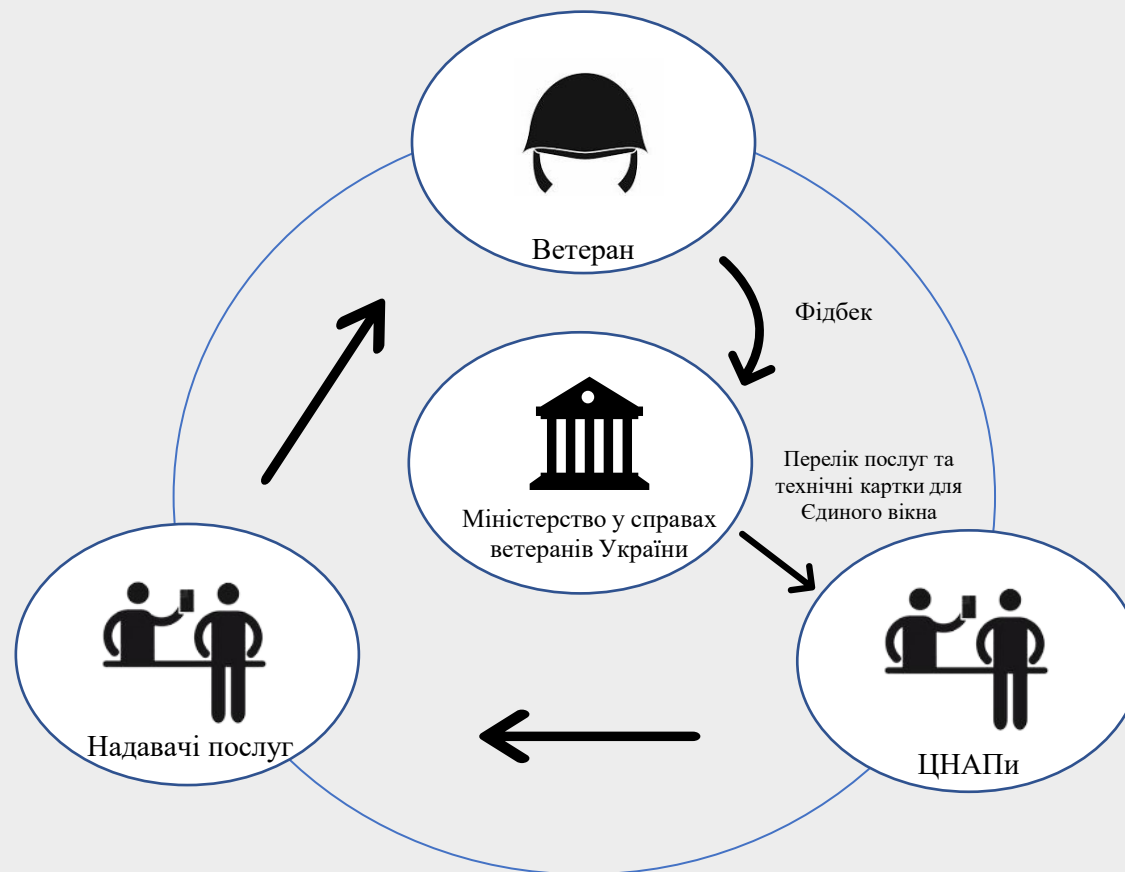 Ветеран
Фідбек
Перелік послуг та
технічні картки для
Єдиного вікна
Міністерство у справах
ветеранів України
Надавачі послуг
ЦНАПи